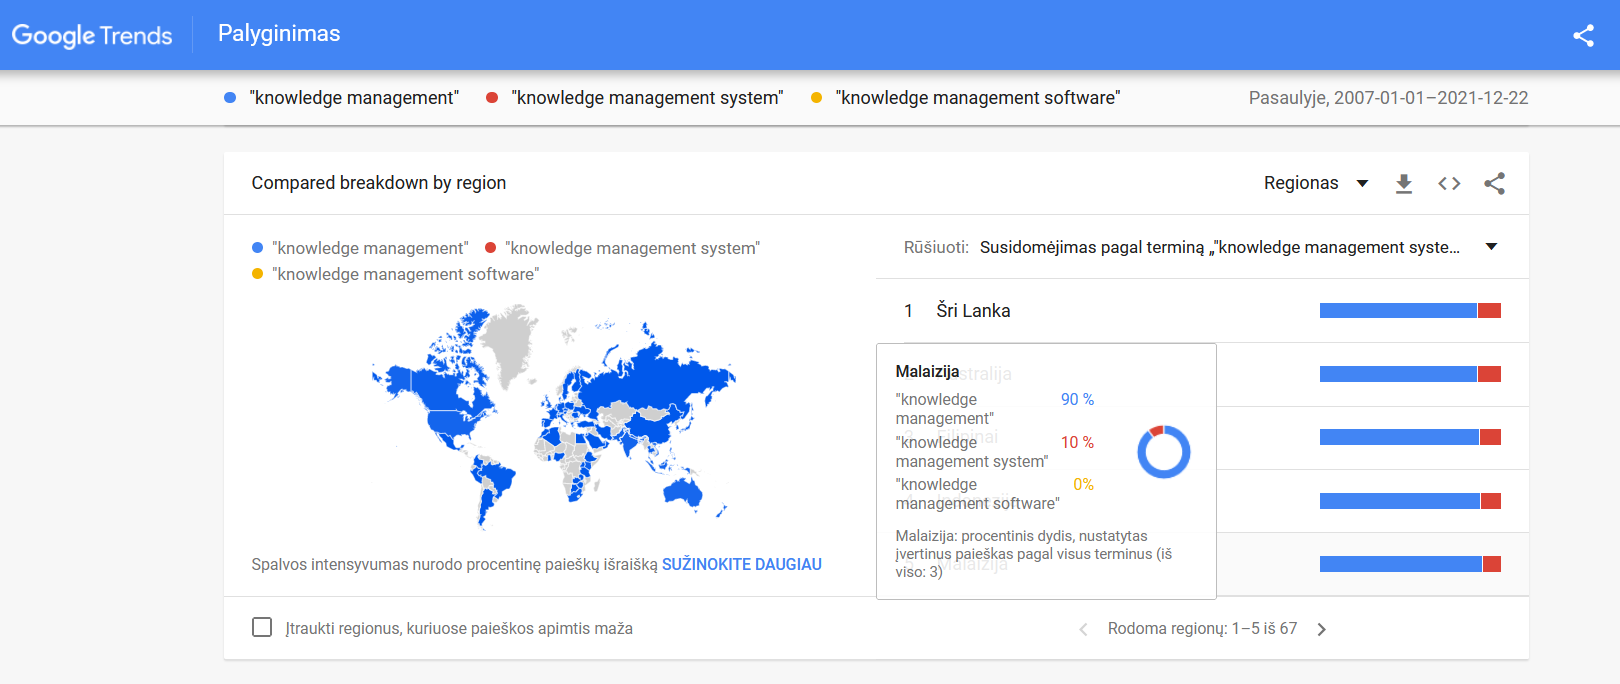 Google Trends
Palyginimas
"knowledge management"
"knowledge management system"
"knowledge management software"
Pasaulyje, 2007-01-01–2021-12-22
Compared breakdown by region
Regionas
"knowledge management"
"knowledge management system"
"knowledge management software"
Rūšiuoti: Susidomėjimas pagal terminą „"knowledge management syste...
1 Šri Lanka
Malaizija
"knowledge
management"
90 %
"knowledge
management system"
10 %
"knowledge
management software"
0%
Malaizija: procentinis dydis, nustatytas
įvertinus paieškas pagal visus terminus (iš
viso: 3)
Malaizija
Spalvos intensyvumas nurodo procentinę paieškų išraišką SUŽINOKITE DAUGIAU
Įtraukti regionus, kuriuose paieškos apimtis maža
Rodoma regionų: 1–5 iš 67